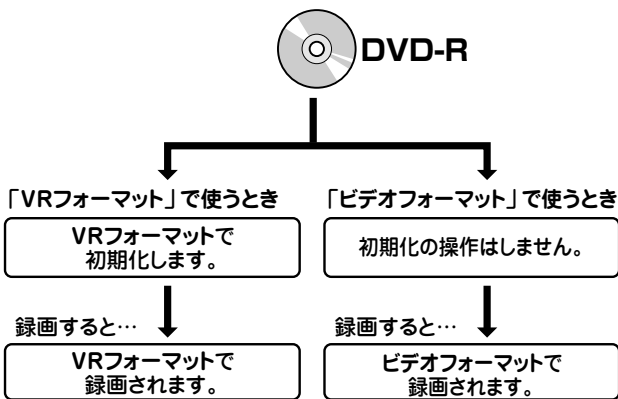 DVD-R
「VRフォーマット」で使うとき
VRフォーマットで
初期化します。
録画すると…
VRフォーマットで
録画されます。
「ビデオフォーマット」で使うとき
初期化の操作はしません。
録画すると…
ビデオフォーマットで
録画されます。